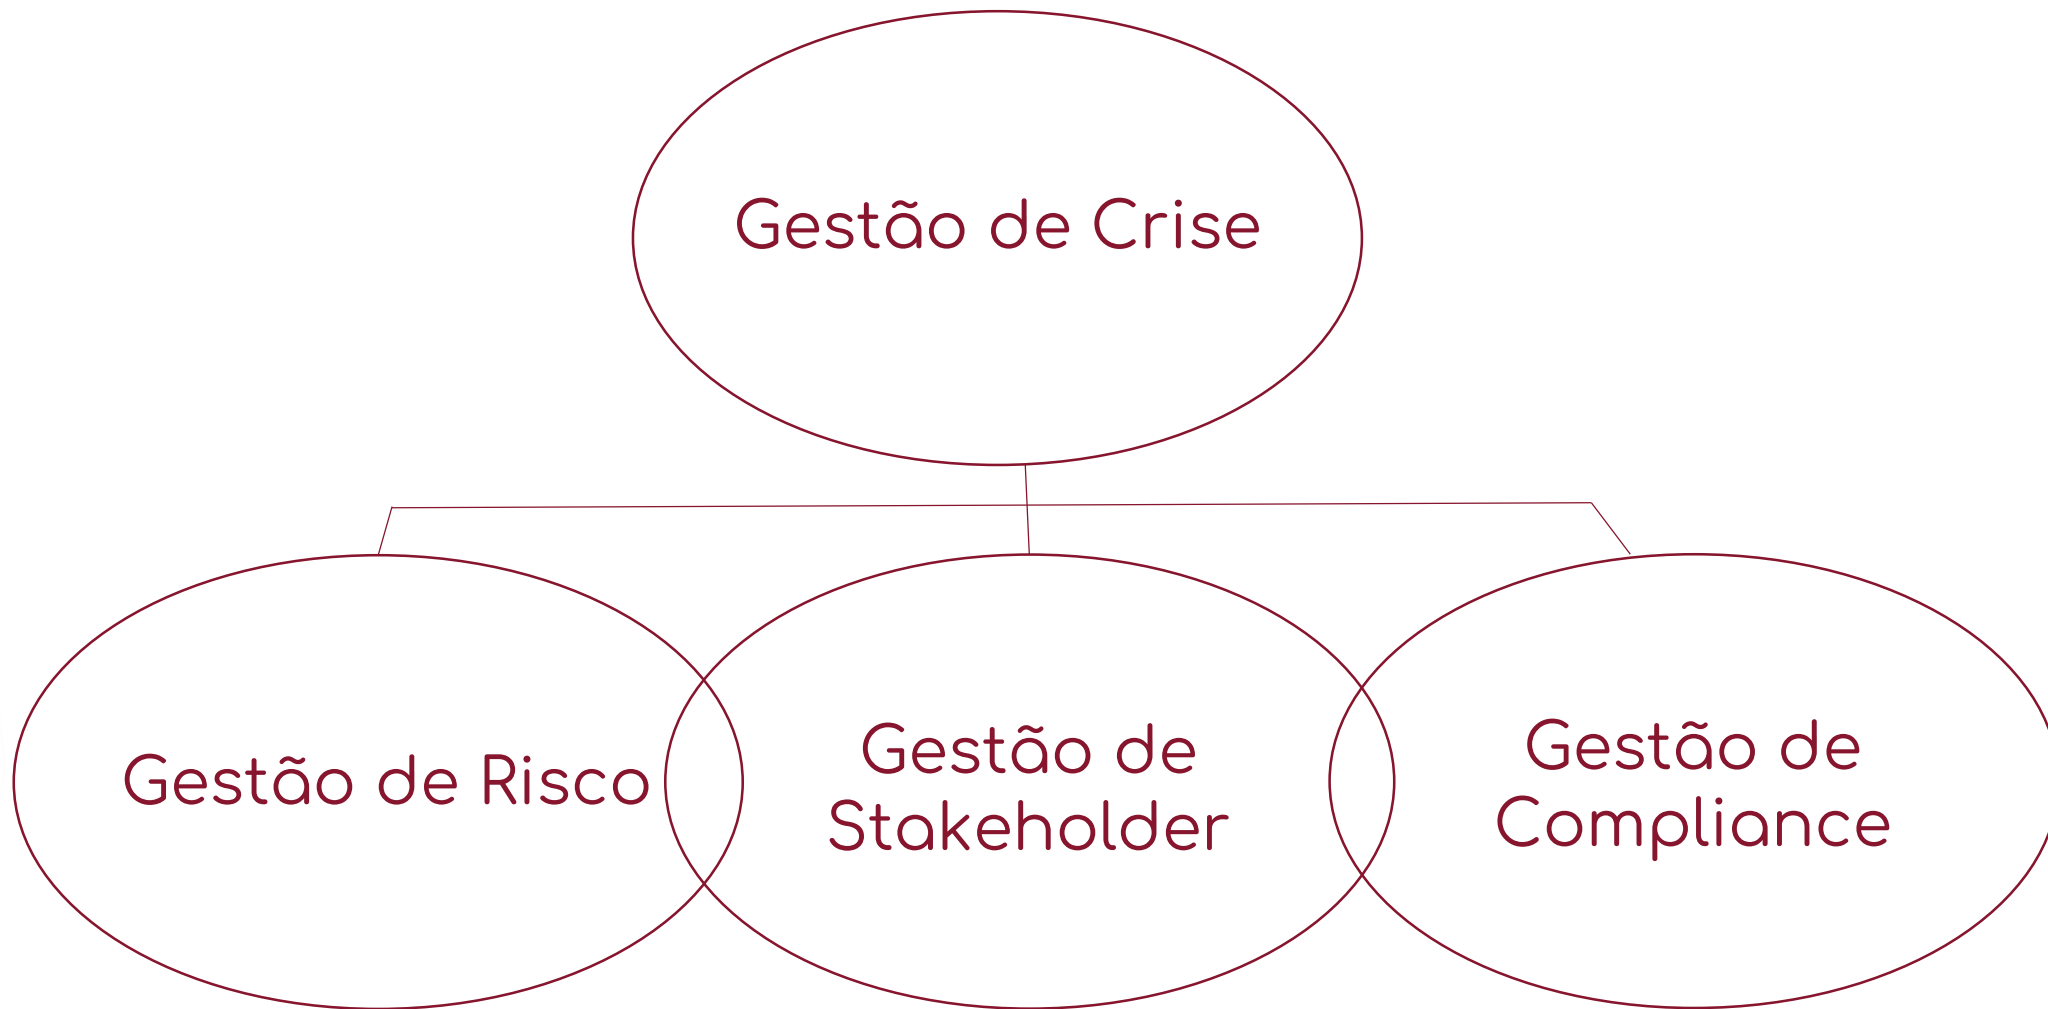 Gestão de Crise
Gestão de Risco
Gestão de
Stakeholder
Gestão de
Compliance